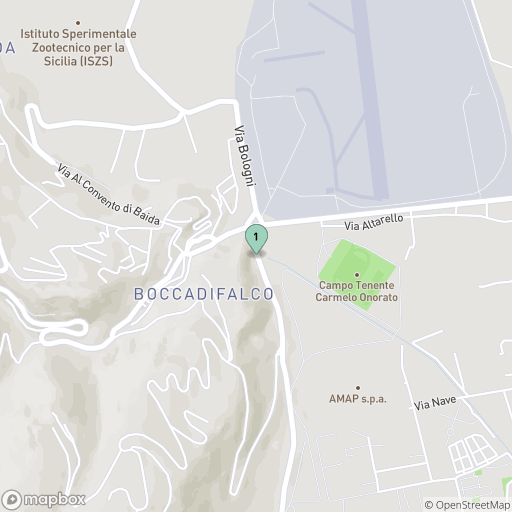 Istituto Sperimentale
Zootecnico per la
Sicilia (ISZS)
DA
Via Bologni
Via Al Convento di Baida
Via Altarello
1
Campo Tenente
Carmelo Onorato
BOCCADIFALCO
AMAP s.p.a.
Via Nave
mapbox
© OpenStreetMap